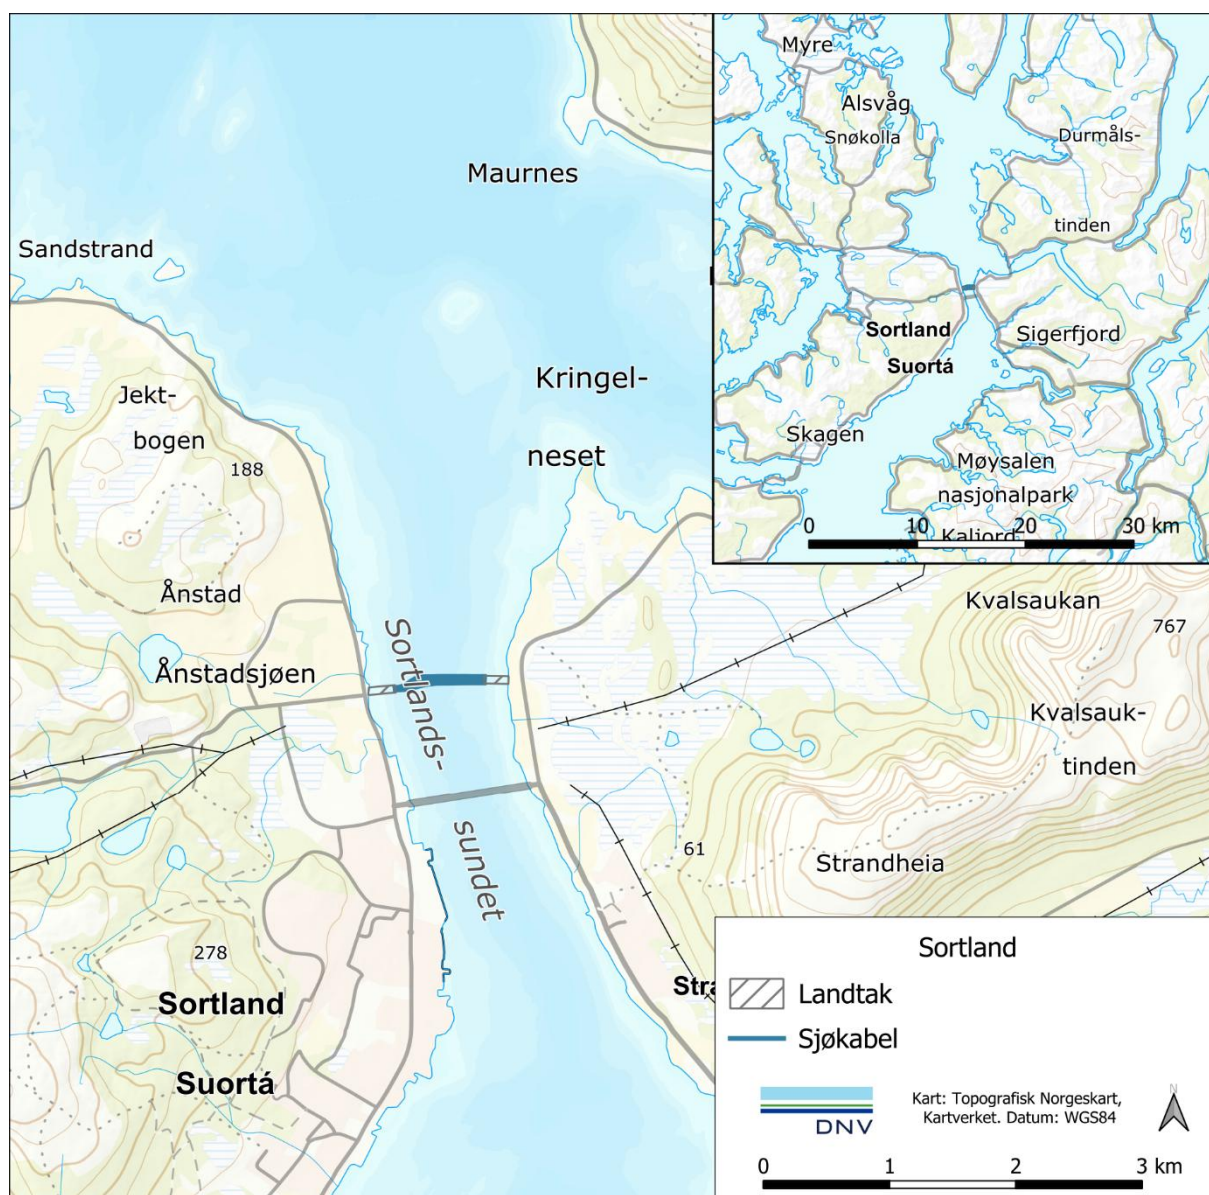 Maurnes
Sandstrand
Kringel-
neset
Jekt-
bogen
188
Ånstad
Ånstadsjøen
Sortlands-
sundet
Kvalsaukan
767
Kvalsauk-
tinden
61
Strandheia
278
Sortland
Suortá
Stra
Myre
Alsvåg
Snøkolla
Durmåls-
tinden
Sortland
Suortá
Sigerfjord
Skagen
Møysalen
nasjonalpark
Kaljord
0 10 20 30 km
Sortland
Landtak
Sjøkabel
DNV
Kart: Topografisk Norgeskart,
Kartverket. Datum: WGS84
N
0 1 2 3 km